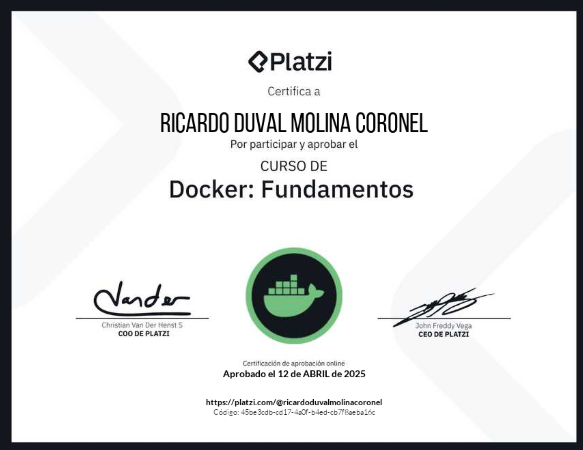 Platzi
Certifica a
RICARDO DUVAL MOLINA CORONEL
Por participar y aprobar el
CURSO DE
Docker: Fundamentos
Christian Van Der Henst S
COO DE PLATZI
John Freddy Vega
CEO DE PLATZI
Certificación de aprobación online
Aprobado el 12 de ABRIL de 2025
https://platzi.com/@ricardoduvalmolinacoronel
Código: 45be3cdb-cd17-4a0f-b4ed-cb7f8aeba16c